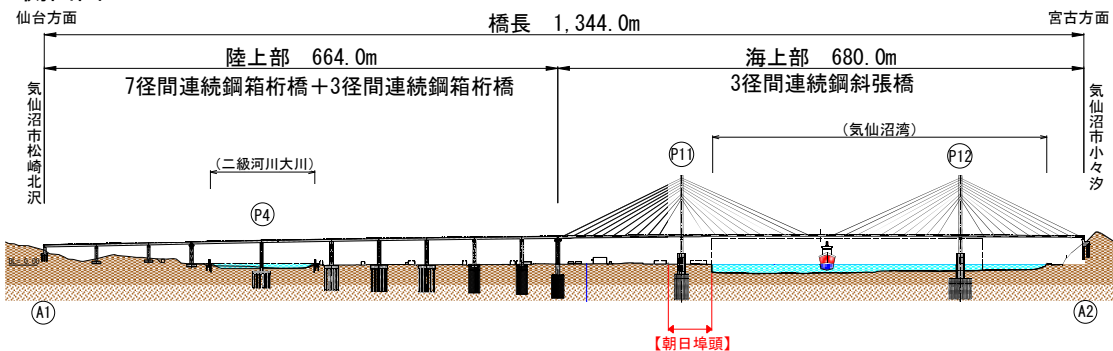 仙台方面
宮古方面
橋長 1,344.0m
陸上部 664.0m
海上部 680.0m
7径間連続鋼箱桁橋＋3径間連続鋼箱桁橋
3径間連続鋼斜張橋
気仙沼市松崎北沢
気仙沼市小々汐
(気仙沼湾)
(二級河川大川)
P11
P12
P4
A1
A2
【朝日埠頭】